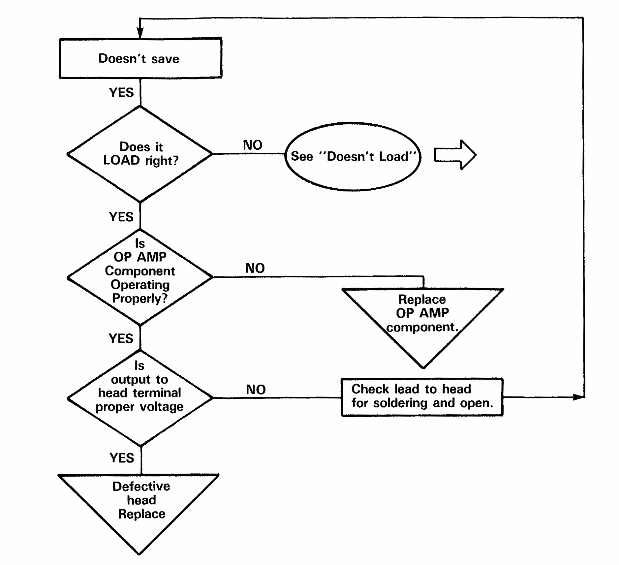 Doesn't save
YES
Does it
LOAD right?
NO
See "Doesn't Load"
YES
Is
OP AMP
Component
Operating
Properly?
NO
Replace
OP AMP
component.
YES
Is
output to
head terminal
proper voltage
NO
Check lead to head
for soldering and open.
YES
Defective
head
Replace